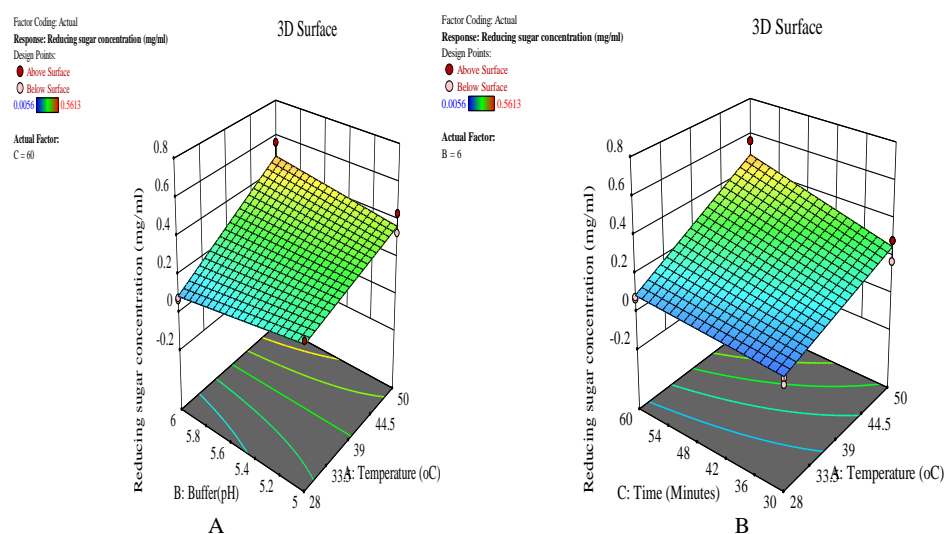 Factor Coding: Actual
Response: Reducing sugar concentration (mg/ml)
Design Points:
Above Surface
Below Surface
0.0056 0.5613
Actual Factor:
C = 60
3D Surface
0.8
0.6
0.4
0.2
0
-0.2
Reducing sugar concentration (mg/ml)
6
5.8
5.6
5.4
5.2
5
B: Buffer(pH)
28
33.5
39
44.5
50
A: Temperature (oC)
A
Factor Coding: Actual
Response: Reducing sugar concentration (mg/ml)
Design Points:
Above Surface
Below Surface
0.0056 0.5613
Actual Factor:
B = 6
3D Surface
0.8
0.6
0.4
0.2
0
-0.2
Reducing sugar concentration (mg/ml)
60
54
48
42
36
30
C: Time (Minutes)
28
33.5
39
44.5
50
A: Temperature (oC)
B